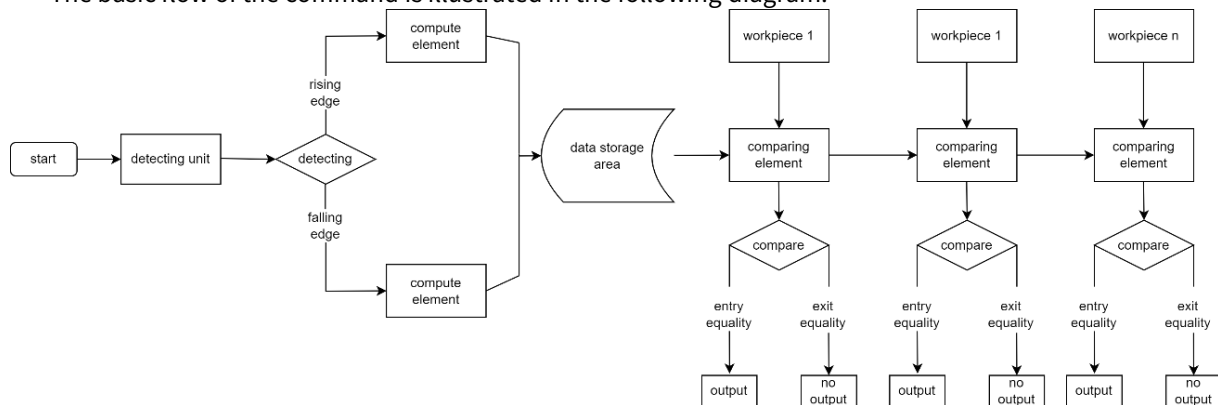 The basic flow of the command is illustrated in the following diagram:
start
detecting unit
detecting
rising
edge
falling
edge
compute
element
compute
element
data storage
area
workpiece 1
comparing
element
compare
entry
equality
exit
equality
output
no
output
workpiece 1
comparing
element
compare
entry
equality
exit
equality
output
no
output
workpiece n
comparing
element
compare
entry
equality
exit
equality
output
no
output